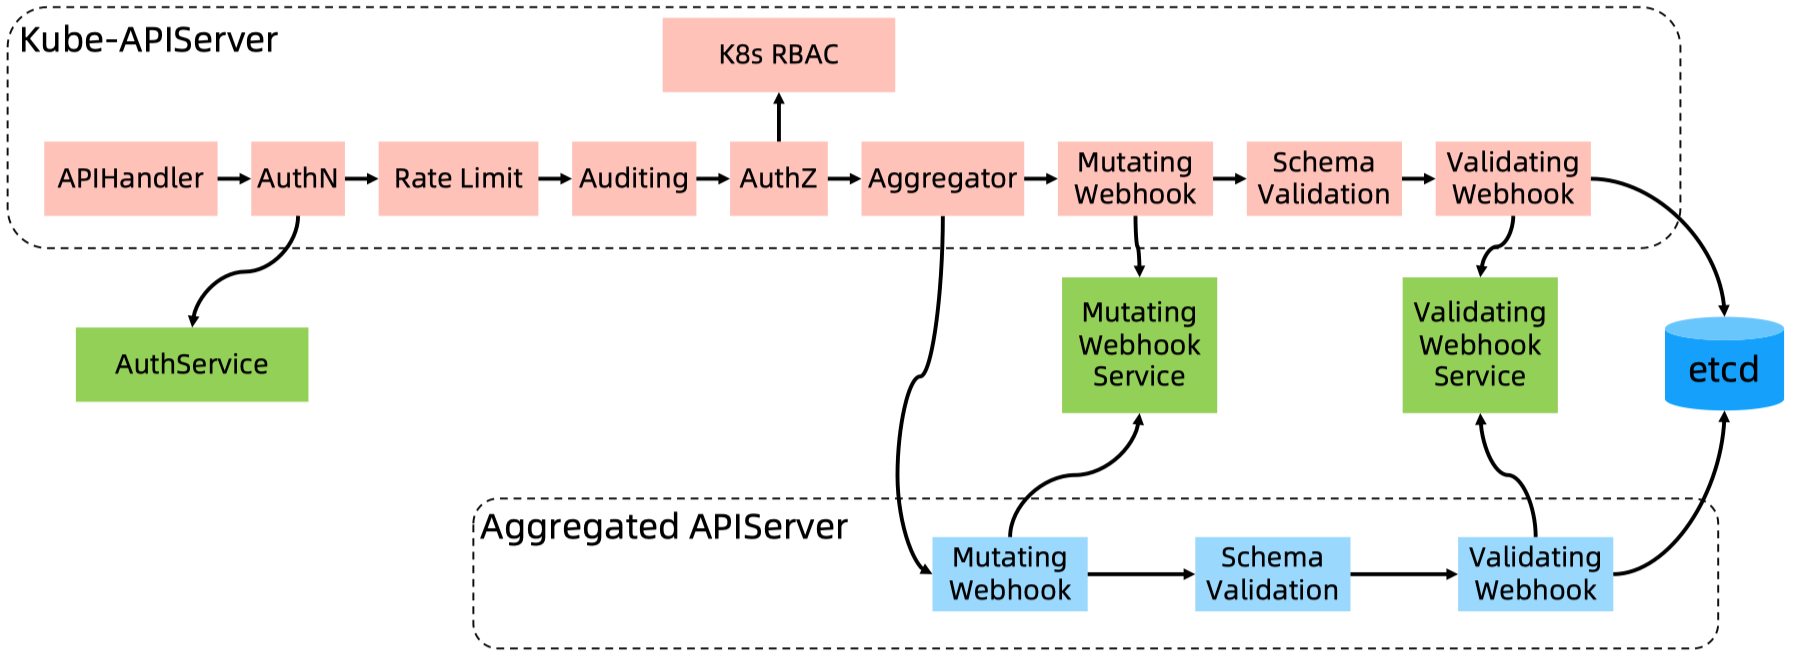 Kube-APIServer
K8s RBAC
APIHandler
AuthN
Rate Limit
Auditing
AuthZ
Aggregator
Mutating
Webhook
Schema
Validation
Validating
Webhook
AuthService
Mutating
Webhook
Service
Validating
Webhook
Service
etcd
Aggregated APIServer
Mutating
Webhook
Schema
Validation
Validating
Webhook